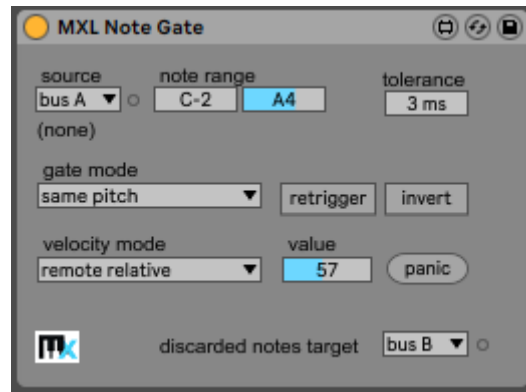 MXL Note Gate
source note range tolerance
bus A C-2 A4 3 ms
(none)
gate mode
same pitch retrigger invert
velocity mode value
remote relative 57 panic
mx discarded notes target bus B